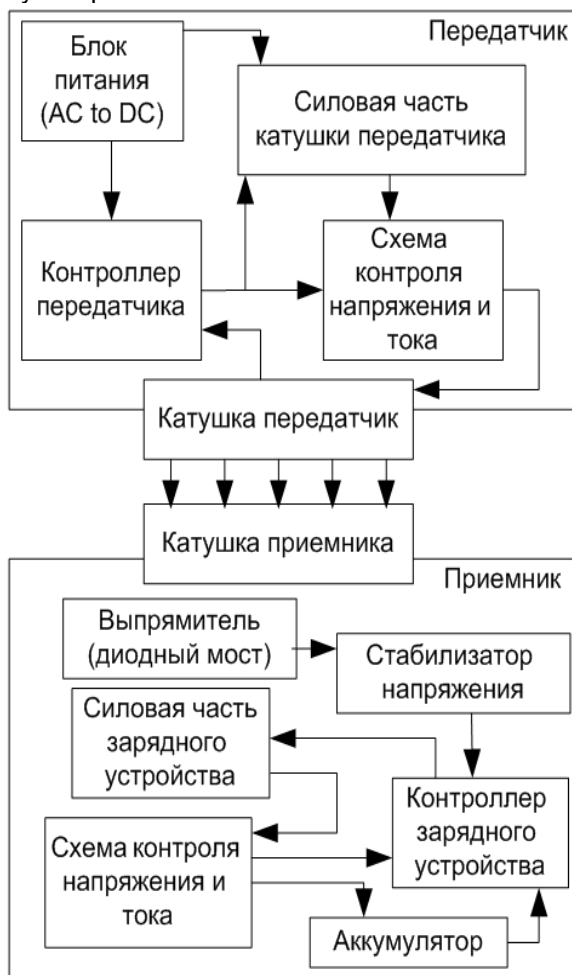 Передатчик
Блок
питания
(AC to DC)
Силовая часть
катушки передатчика
Контроллер
передатчика
Схема
контроля
напряжения и
тока
Катушка передатчик
Катушка приемника
Приемник
Выпрямитель
(диодный мост)
Стабилизатор
напряжения
Силовая часть
зарядного
устройства
Контроллер
зарядного
устройства
Схема контроля
напряжения и
тока
Аккумулятор